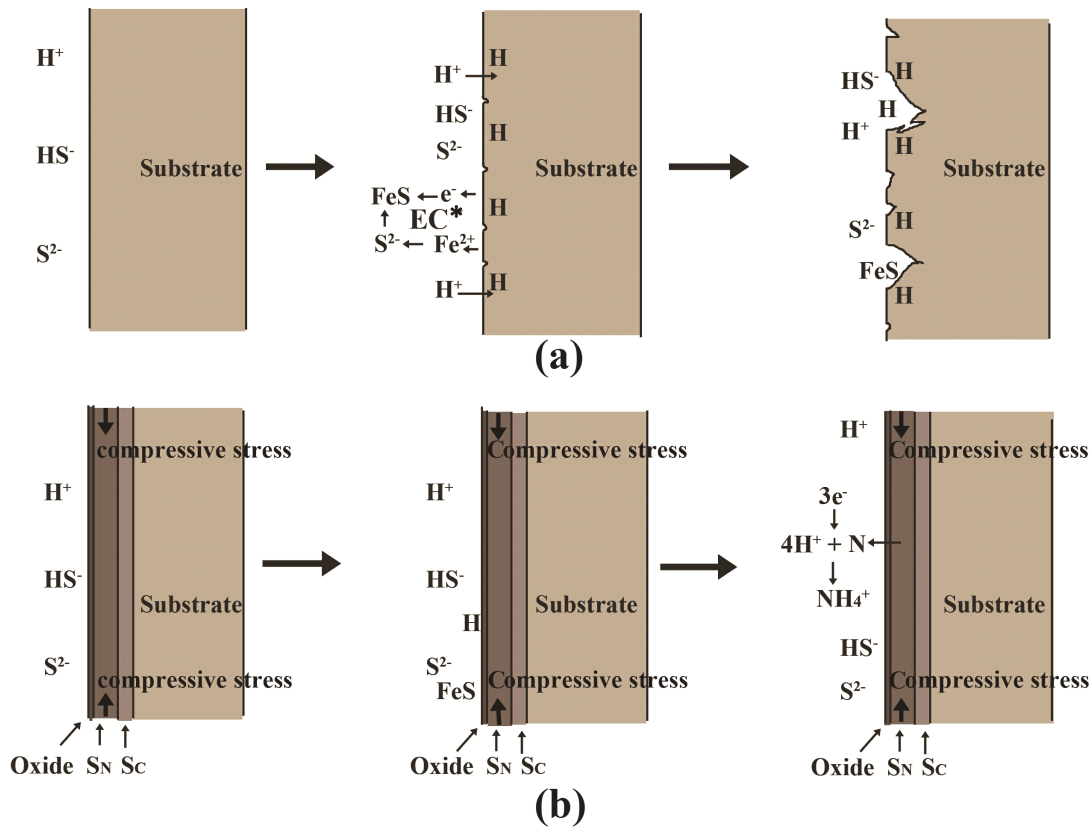 H⁺
HS⁻
S²⁻
Substrate
H⁺
H
HS⁻
H
S²⁻
Substrate
FeS
e⁻
H
EC*
S²⁻
Fe²⁺
H⁺
H
HS⁻
H
H
H⁺
H
Substrate
S²⁻
H
FeS
H
(a)
compressive stress
H⁺
HS⁻
Substrate
S²⁻
compressive stress
Oxide SN SC
Compressive stress
H⁺
HS⁻
Substrate
H
S²⁻
FeS
Compressive stress
Oxide SN SC
H⁺
Compressive stress
3e⁻
4H⁺ + N
NH₄⁺
Substrate
HS⁻
S²⁻
Compressive stress
Oxide SN SC
(b)